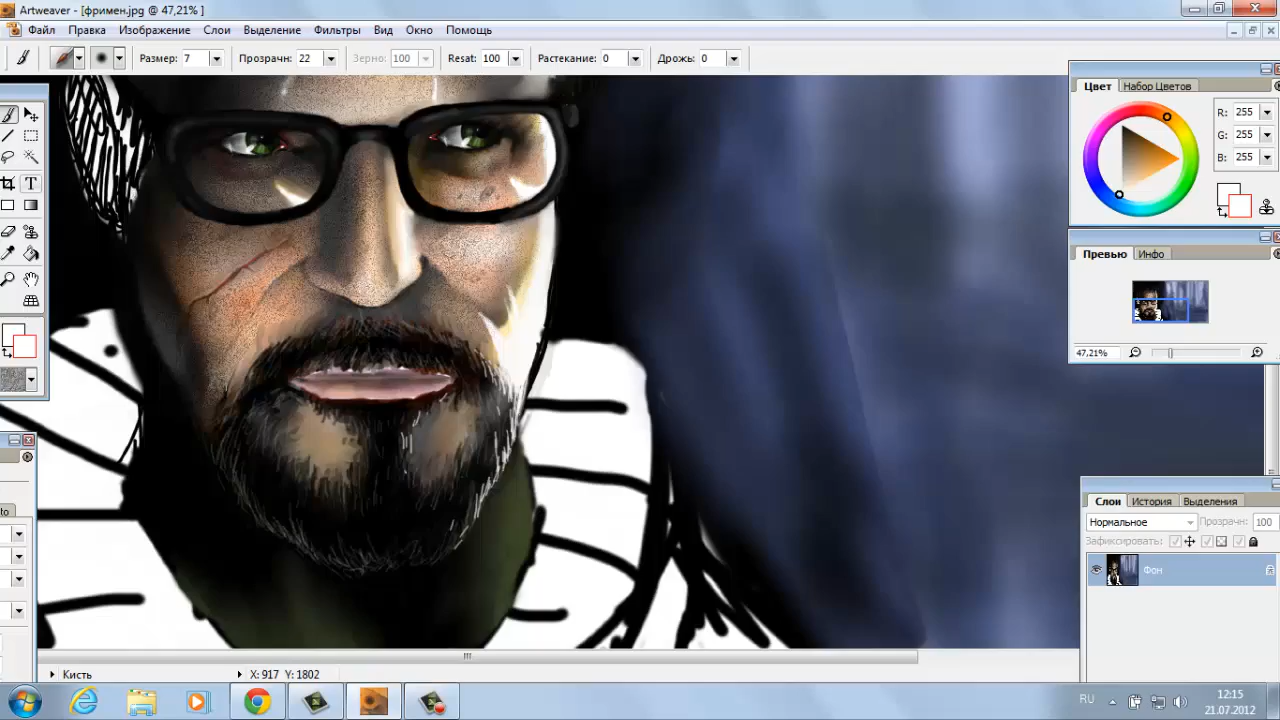 Artweaver - [фримен.jpg @ 47,21% ]
Файл Правка Изображение Слои Выделение Фильтры Вид Окно Помощь
Размер: 7 Прозрачн: 22 Зерно: 100 Resat: 100 Растекание: 0 Дрожь: 0
Цвет Набор Цветов
R: 255
G: 255
B: 255
Превью Инфо
47,21%
to
Слои История Выделения
Нормальное Прозрачн: 100
Зафиксировать:
Фон
Кисть X: 917 Y: 1802
RU 12:15
21.07.2012